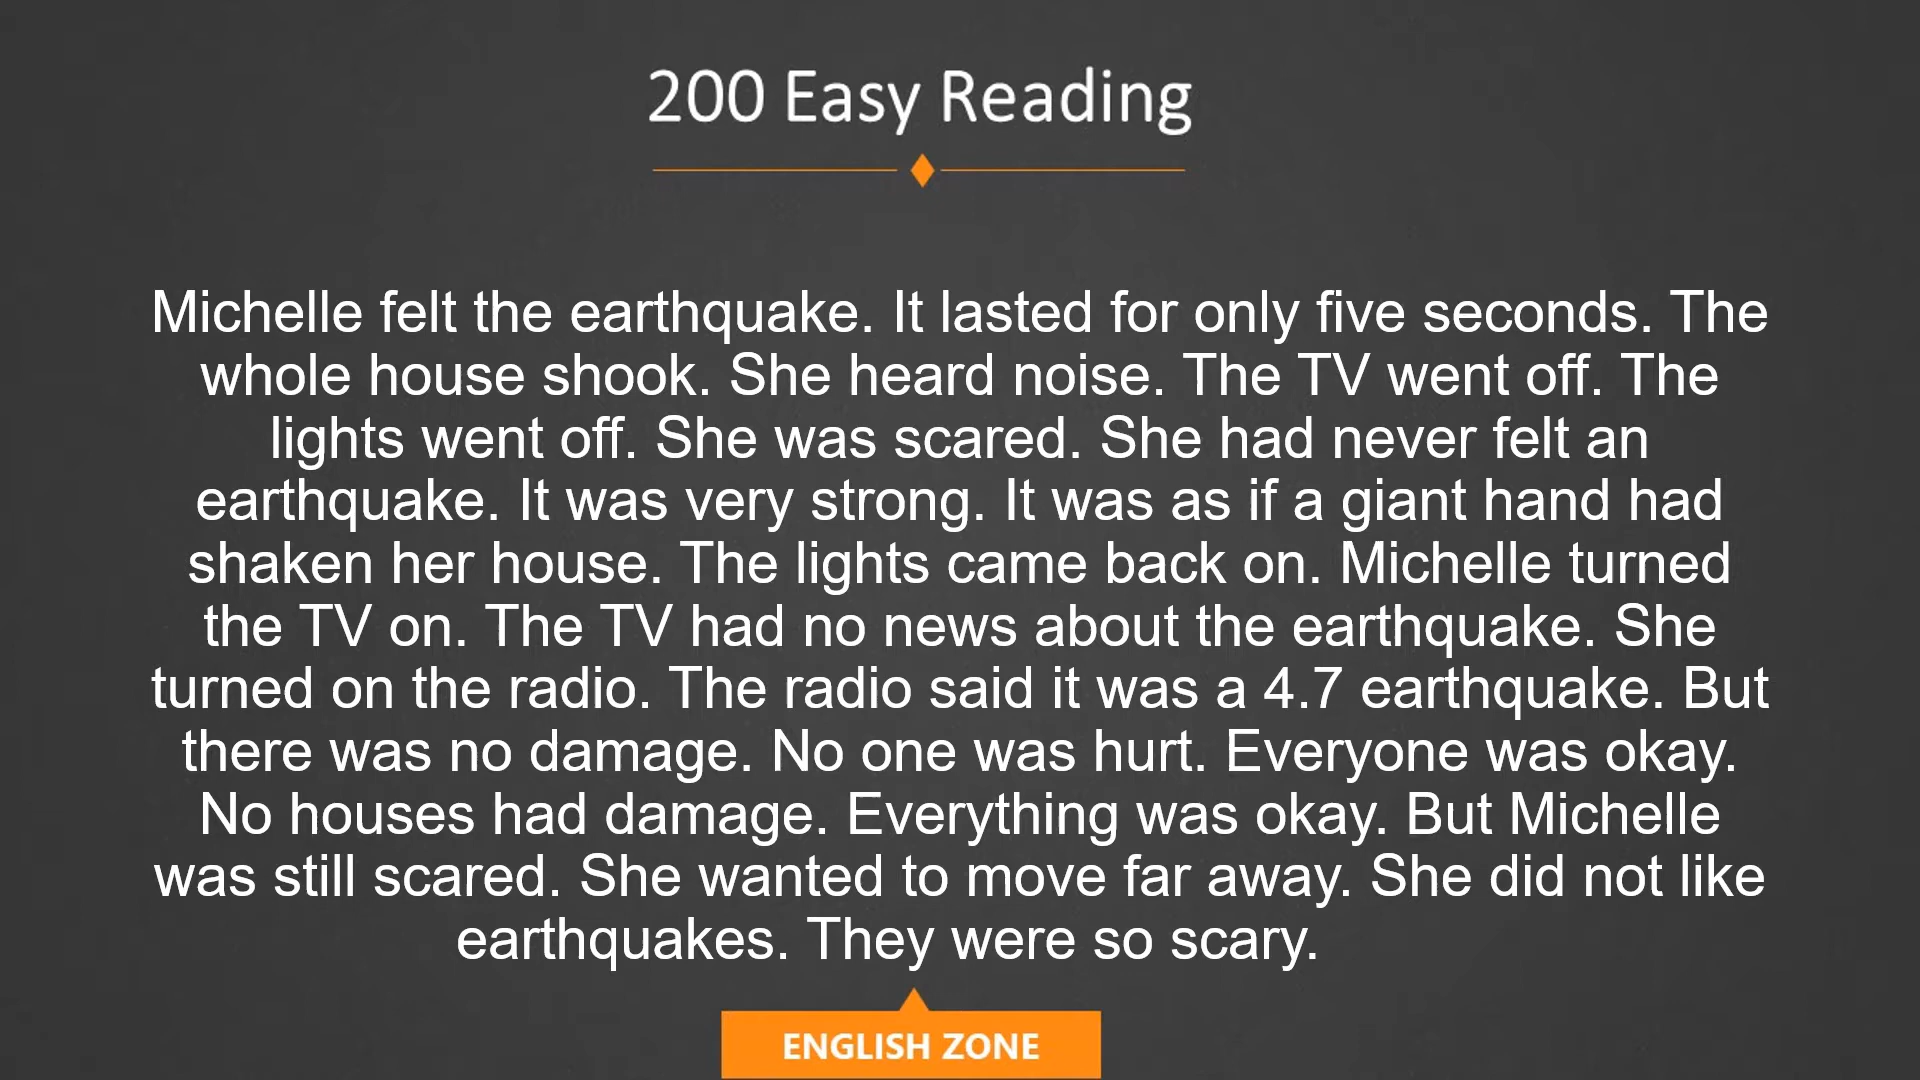 200 Easy Reading
Michelle felt the earthquake. It lasted for only five seconds. The
whole house shook. She heard noise. The TV went off. The
lights went off. She was scared. She had never felt an
earthquake. It was very strong. It was as if a giant hand had
shaken her house. The lights came back on. Michelle turned
the TV on. The TV had no news about the earthquake. She
turned on the radio. The radio said it was a 4.7 earthquake. But
there was no damage. No one was hurt. Everyone was okay.
No houses had damage. Everything was okay. But Michelle
was still scared. She wanted to move far away. She did not like
earthquakes. They were so scary.
ENGLISH ZONE